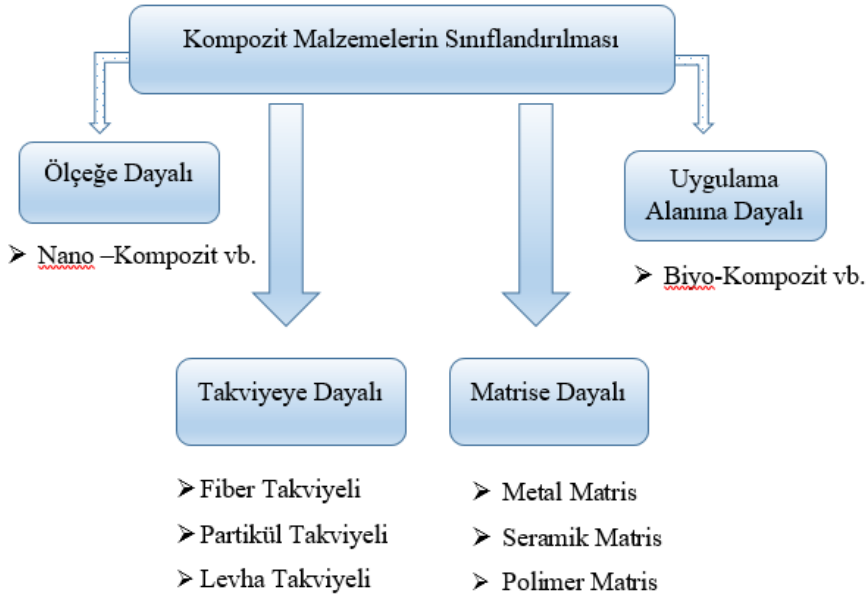 Kompozit Malzemelerin Sınıflandırılması
Ölçeğe Dayalı
Nano –Kompozit vb.
Uygulama
Alanına Dayalı
Biyo-Kompozit vb.
Takviyeye Dayalı
Fiber Takviyeli
Partikül Takviyeli
Levha Takviyeli
Matrise Dayalı
Metal Matris
Seramik Matris
Polimer Matris